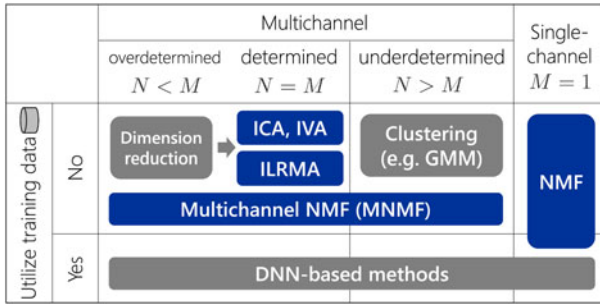 Multichannel
Single-
channel
M = 1
overdetermined
N < M
determined
N = M
underdetermined
N > M
Utilize training data
No
Dimension
reduction
ICA, IVA
ILRMA
Clustering
(e.g. GMM)
NMF
Multichannel NMF (MNMF)
Yes
DNN-based methods